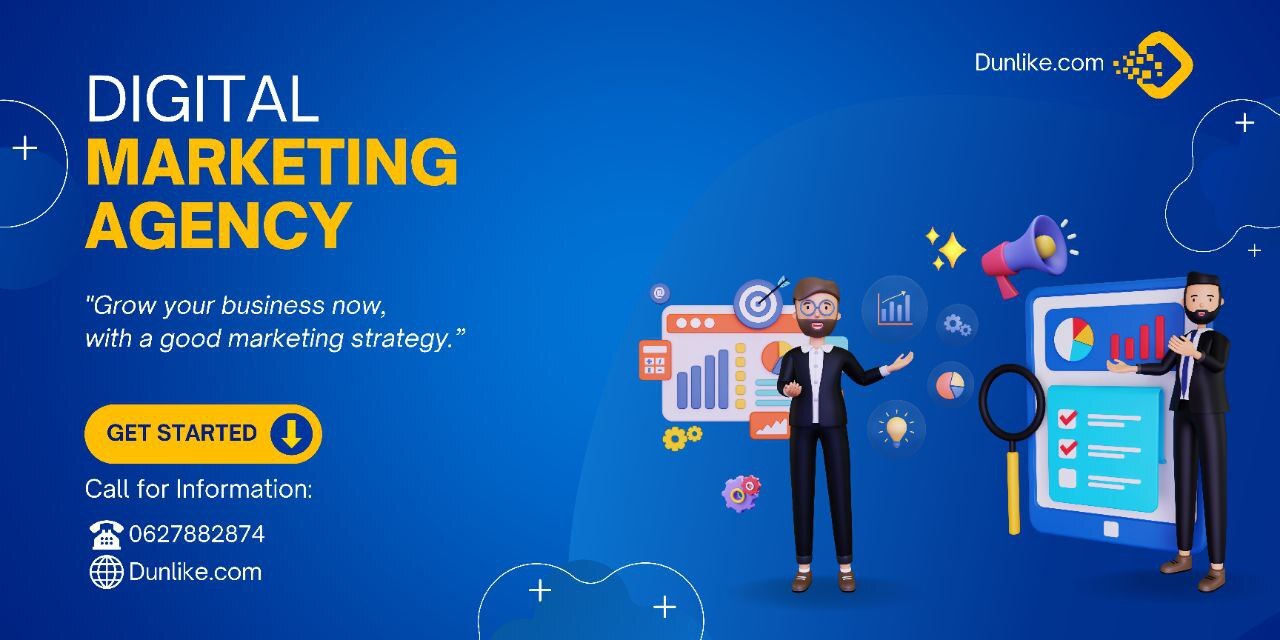 Dunlike.com
DIGITAL
MARKETING
AGENCY
"Grow your business now,
with a good marketing strategy.”
GET STARTED
Call for Information:
0627882874
Dunlike.com
@